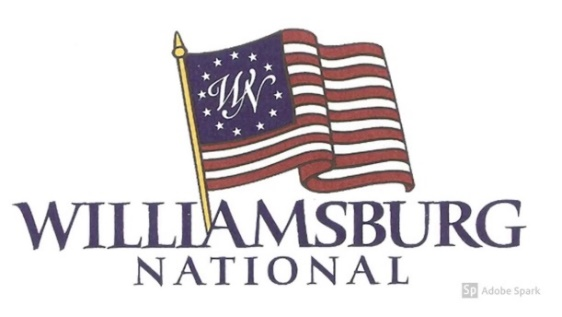 WN
WILLIAMSBURG
NATIONAL
Sp Adobe Spark